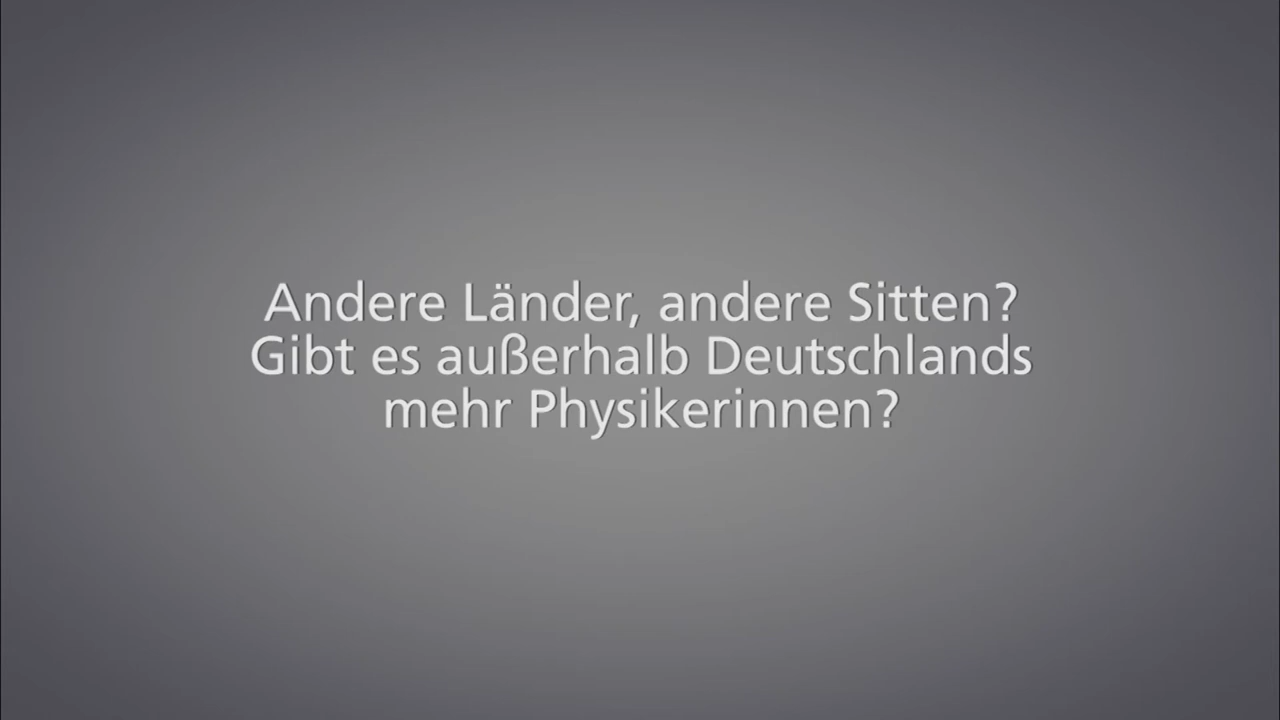 Andere Länder, andere Sitten?
Gibt es außerhalb Deutschlands
mehr Physikerinnen?